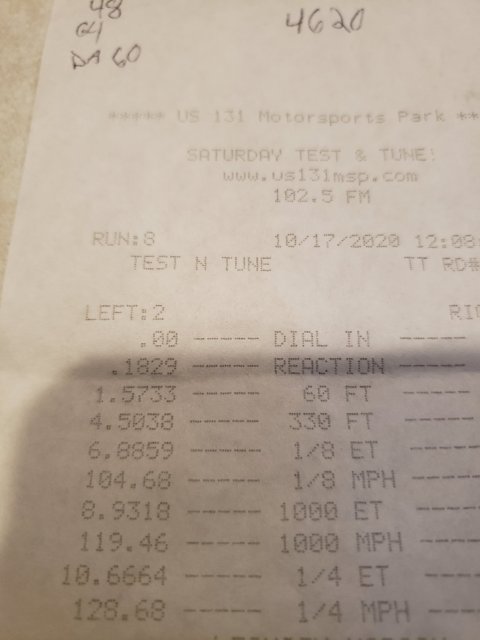 48
64
DA 60
4620
***** US 131 Motorsports Park **
SATURDAY TEST & TUNE!
www.us131msp.com
102.5 FM
RUN:8 10/17/2020 12:08:
TEST N TUNE TT RD#
LEFT:2 RIG
.00 ----- DIAL IN -----
.1829 ----- REACTION -----
1.5733 ----- 60 FT -----
4.5038 ----- 330 FT -----
6.8859 ----- 1/8 ET ----
104.68 ----- 1/8 MPH ----
8.9318 ----- 1000 ET ----
119.46 ----- 1000 MPH ----
10.6664 ----- 1/4 ET ----
128.68 ----- 1/4 MPH ----